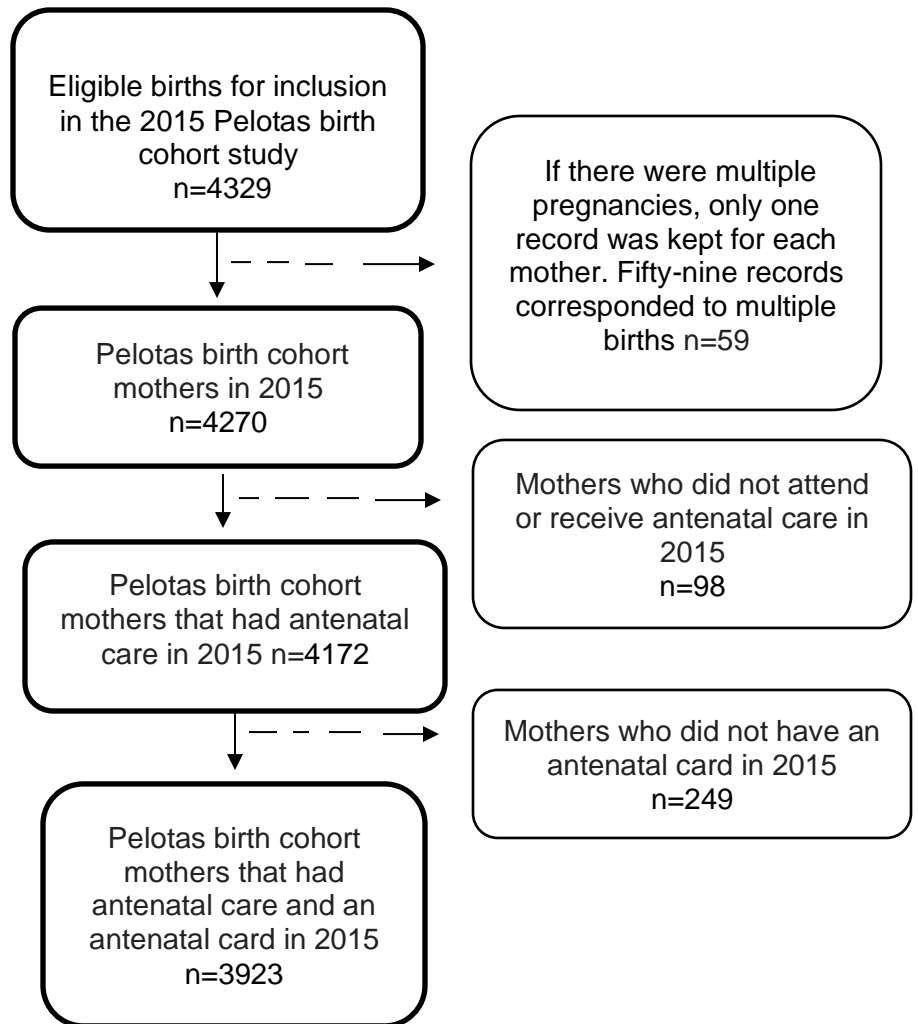 Eligible births for inclusion
in the 2015 Pelotas birth
cohort study
n=4329
If there were multiple
pregnancies, only one
record was kept for each
mother. Fifty-nine records
corresponded to multiple
births n=59
Pelotas birth cohort
mothers in 2015
n=4270
Mothers who did not attend
or receive antenatal care in
2015
n=98
Pelotas birth cohort
mothers that had antenatal
care in 2015 n=4172
Mothers who did not have an
antenatal card in 2015
n=249
Pelotas birth cohort
mothers that had
antenatal care and an
antenatal card in 2015
n=3923